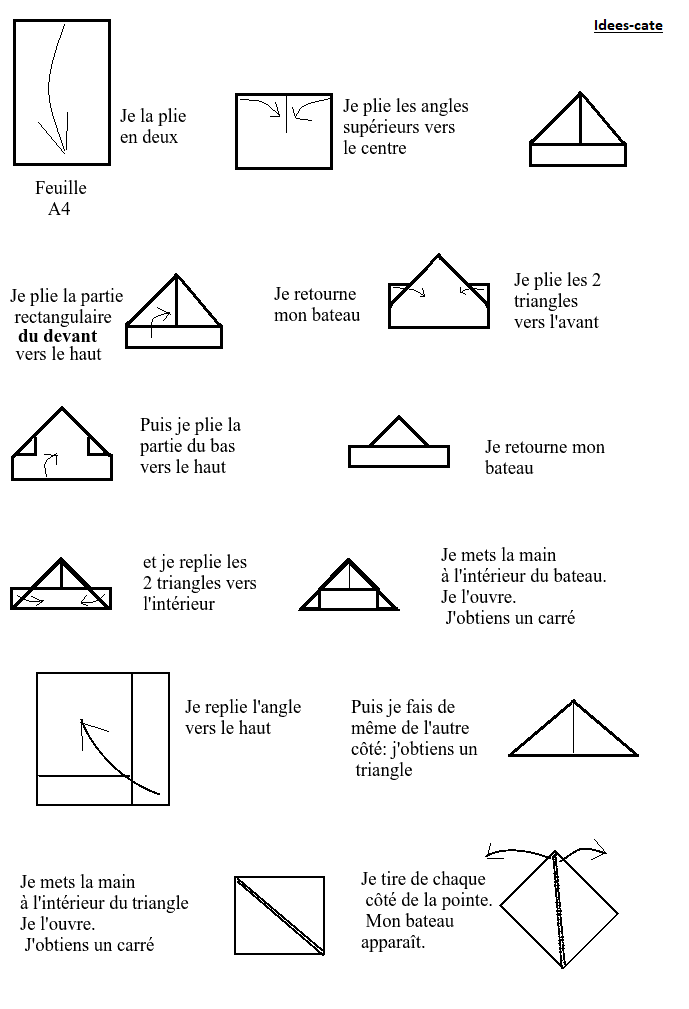 Idees-cate
Je la plie
en deux
Feuille
A4
Je plie les angles
supérieurs vers
le centre
Je plie la partie
rectangulaire
du devant
vers le haut
Je retourne
mon bateau
Je plie les 2
triangles
vers l'avant
Puis je plie la
partie du bas
vers le haut
Je retourne mon
bateau
et je replie les
2 triangles vers
l'intérieur
Je mets la main
à l'intérieur du bateau.
Je l'ouvre.
J'obtiens un carré
Je replie l'angle
vers le haut
Puis je fais de
même de l'autre
côté: j'obtiens un
triangle
Je mets la main
à l'intérieur du triangle
Je l'ouvre.
J'obtiens un carré
Je tire de chaque
côté de la pointe.
Mon bateau
apparaît.